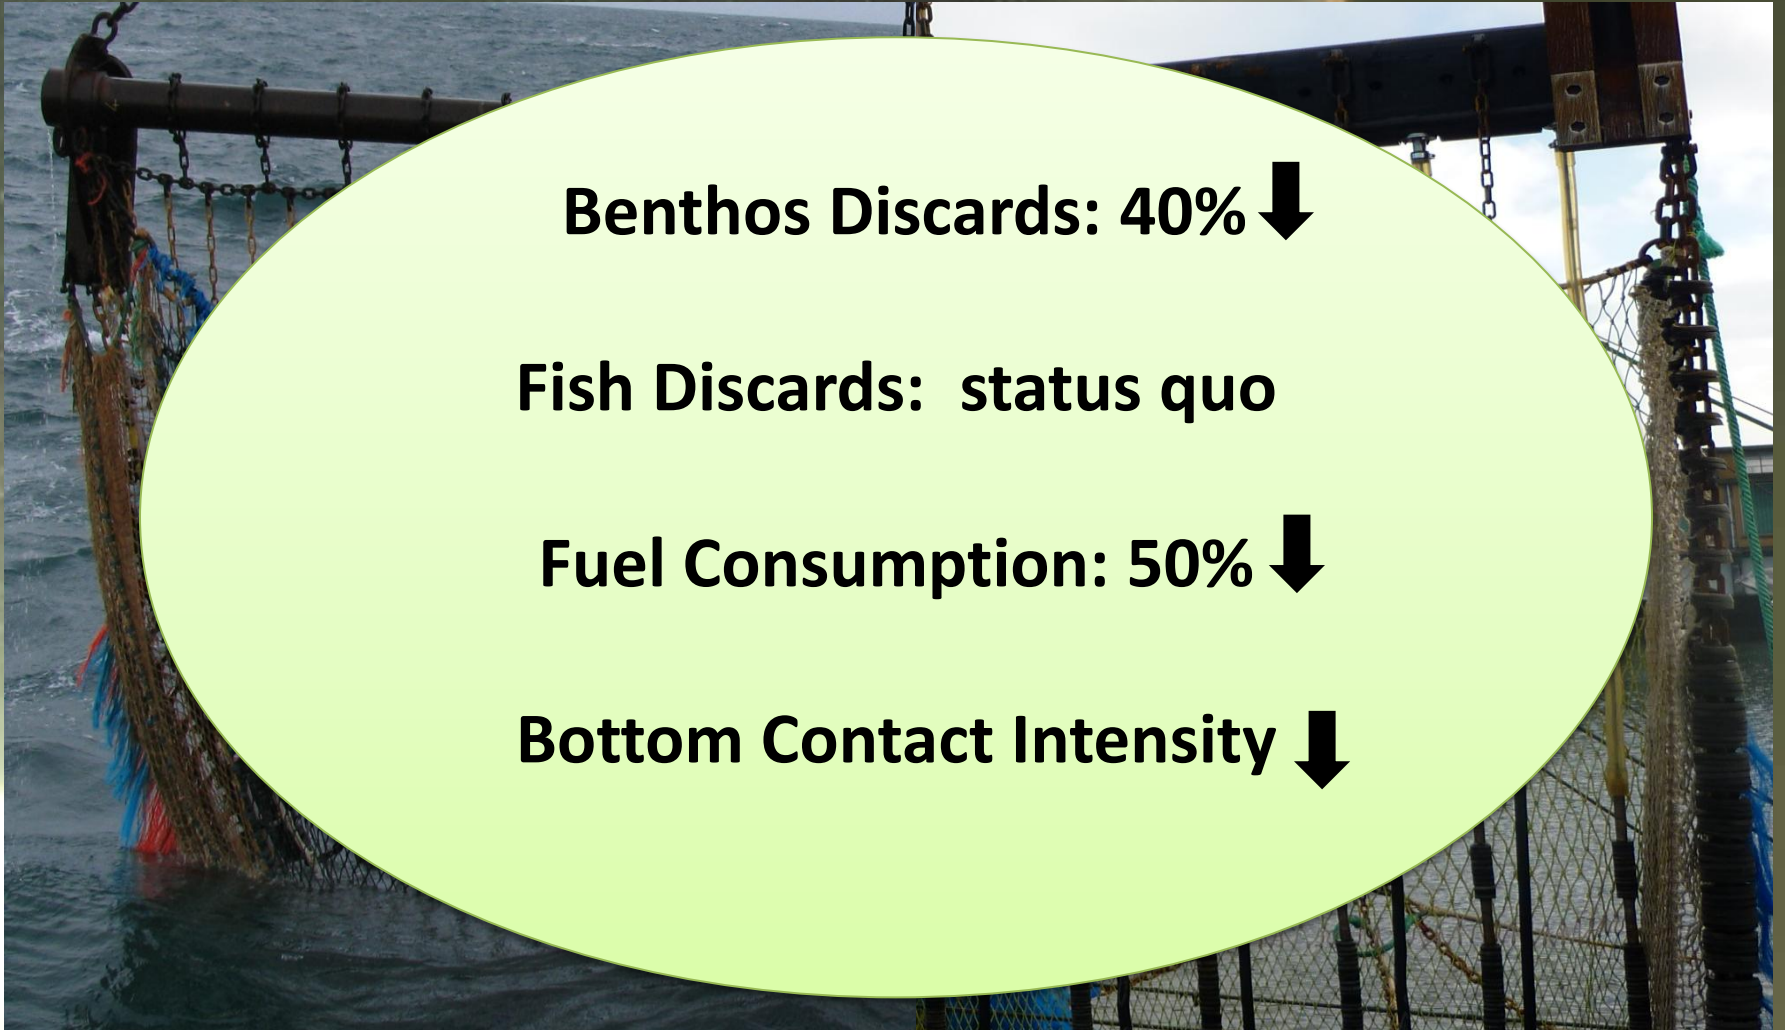 Benthos Discards: 40%
Fish Discards: status quo
Fuel Consumption: 50%
Bottom Contact Intensity